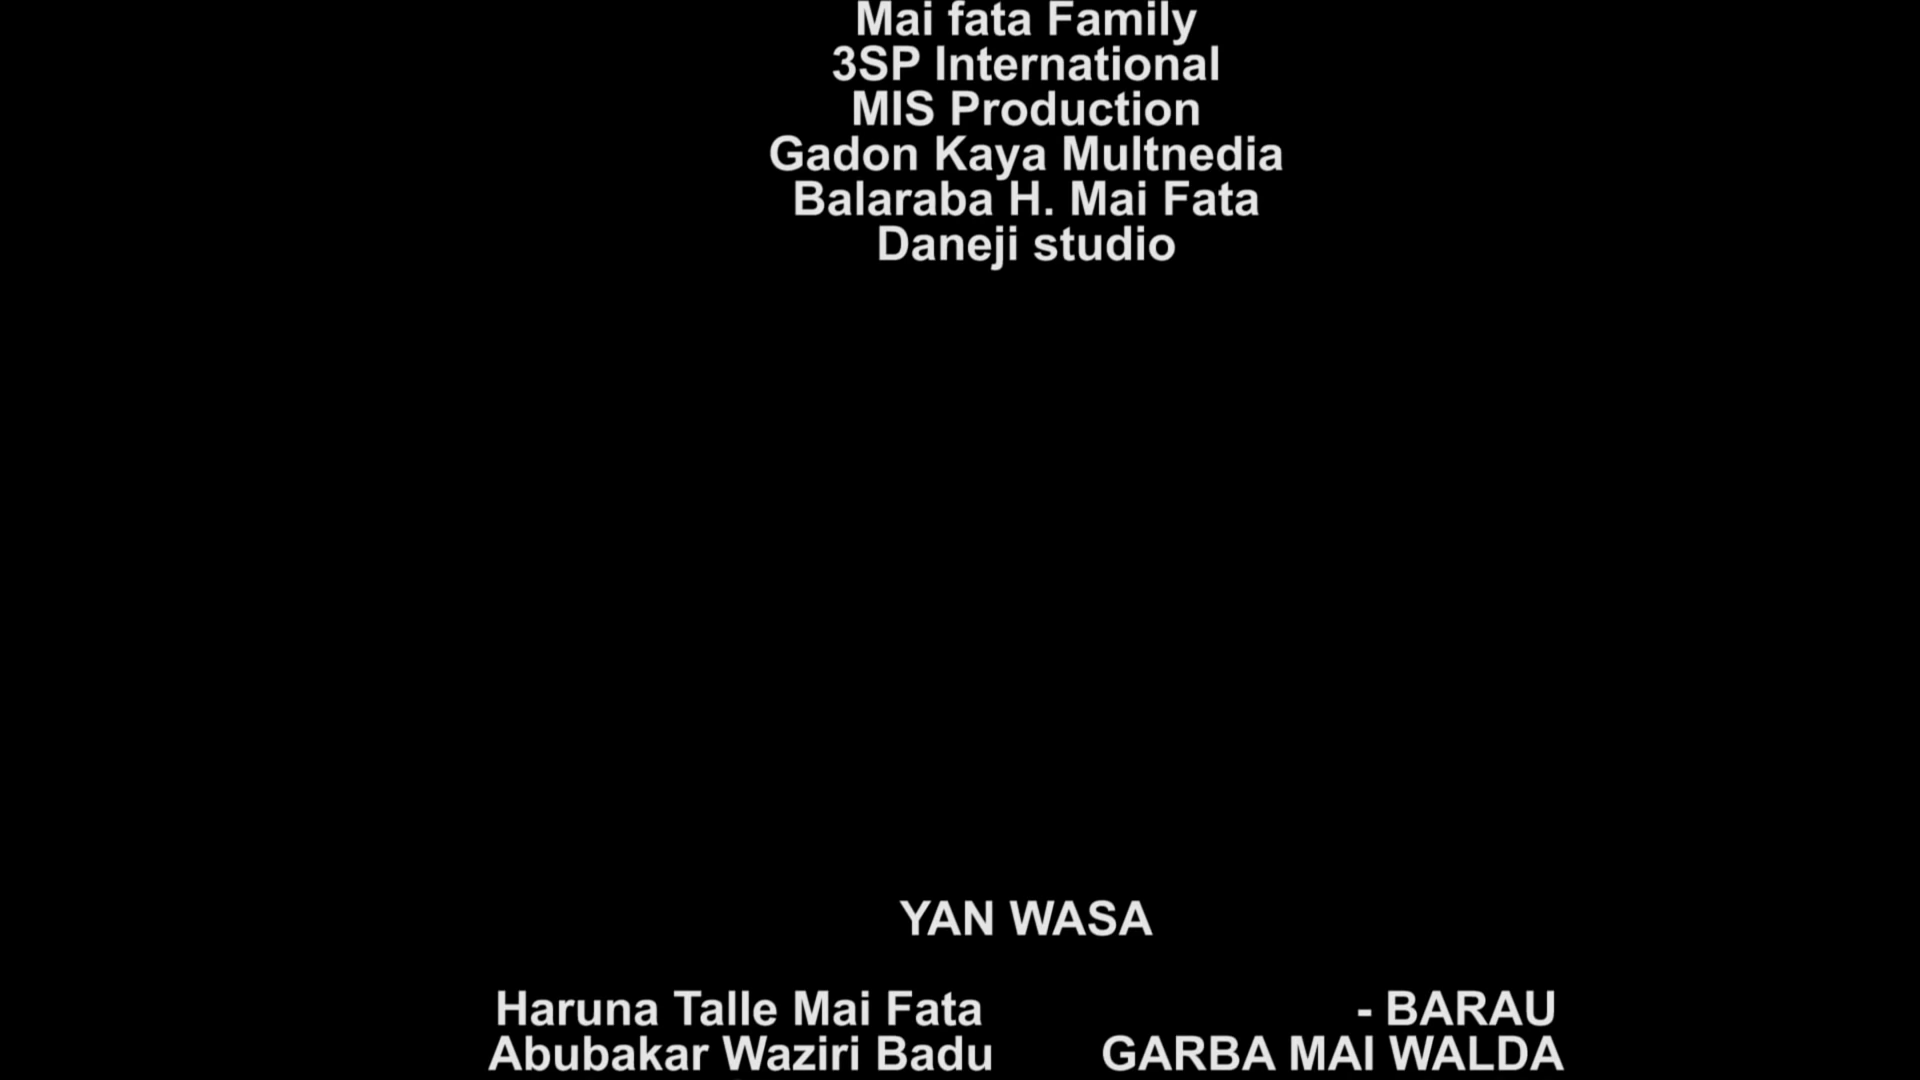 Mai fata Family
3SP International
MIS Production
Gadon Kaya Multnedia
Balaraba H. Mai Fata
Daneji studio
YAN WASA
Haruna Talle Mai Fata - BARAU
Abubakar Waziri Badu GARBA MAI WALDA